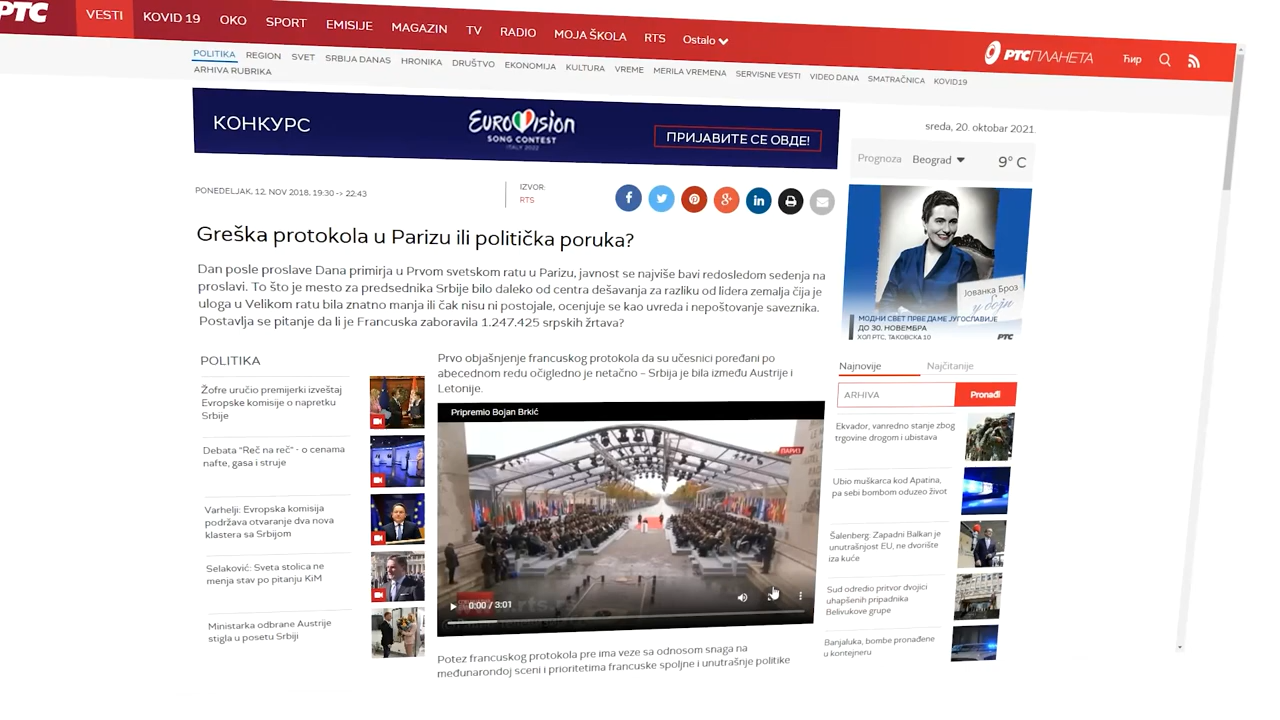 РТС
VESTI KOVID 19 OKO SPORT EMISIJE MAGAZIN TV RADIO MOJA ŠKOLA RTS Ostalo
РТС ПЛАНЕТА Ћир
POLITIKA REGION SVET SRBIJA DANAS HRONIKA DRUŠTVO EKONOMIJA KULTURA VREME MERILA VREMENA SERVISNE VESTI VIDEO DANA SMATRAČNICA KOVID19
ARHIVA RUBRIKA
КОНКУРС
EUROVISION
SONG CONTEST
ITALY 2022
ПРИЈАВИТЕ СЕ ОВДЕ!
sreda, 20. oktobar 2021.
Prognoza Beograd 9° C
PONEDELJAK, 12. NOV 2018, 19:30 -> 22:43
IZVOR:
RTS
Greška protokola u Parizu ili politička poruka?
Dan posle proslave Dana primirja u Prvom svetskom ratu u Parizu, javnost se najviše bavi redosledom sedenja na
proslavi. To što je mesto za predsednika Srbije bilo daleko od centra dešavanja za razliku od lidera zemalja čija je
uloga u Velikom ratu bila znatno manja ili čak nisu ni postojale, ocenjuje se kao uvreda i nepoštovanje saveznika.
Postavlja se pitanje da li je Francuska zaboravila 1.247.425 srpskih žrtava?
Јованка Броз
у боји
МОДНИ СВЕТ ПРВЕ ДАМЕ ЈУГОСЛАВИЈЕ
ДО 30. НОВЕМБРА
ХОЛ РТС, ТАКОВСКА 10
РТС
POLITIKA
Žofre uručio premijerki izveštaj
Evropske komisije o napretku
Srbije
Debata "Reč na reč" - o cenama
nafte, gasa i struje
Varhelji: Evropska komisija
podržava otvaranje dva nova
klastera sa Srbijom
Selaković: Sveta stolica ne
menja stav po pitanju KiM
Ministarka odbrane Austrije
stigla u posetu Srbiji
Prvo objašnjenje francuskog protokola da su učesnici poređani po
abecednom redu očigledno je netačno – Srbija je bila između Austrije i
Letonije.
Pripremio Bojan Brkić
ПАРИЗ
0:00 / 3:01
Potez francuskog protokola pre ima veze sa odnosom snaga na
međunarondoj sceni i prioritetima francuske spoljne i unutrašnje politike
Najnovije Najčitanije
ARHIVA Pronađi
Ekvador, vanredno stanje zbog
trgovine drogom i ubistava
Ubio muškarca kod Apatina,
pa sebi bombom oduzeo život
Šalenberg: Zapadni Balkan je
unutrašnjost EU, ne dvorište
iza kuće
Sud odredio pritvor dvojici
uhapšenih pripadnika
Belivukove grupe
Banjaluka, bombe pronađene
u kontejneru